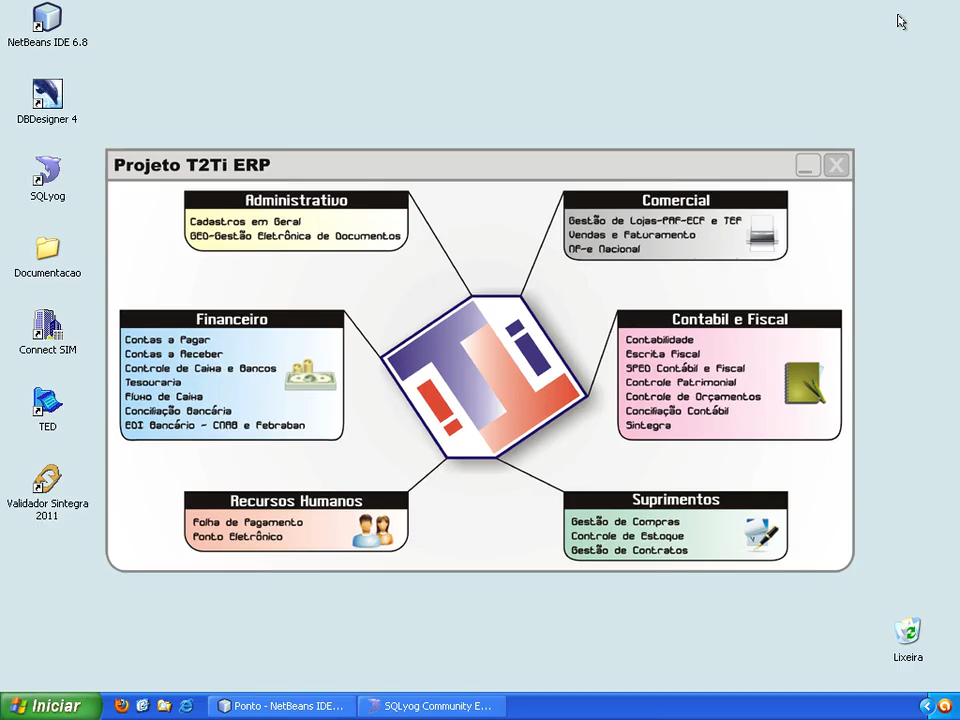 NetBeans IDE 6.8
DBDesigner 4
SQLyog
Documentacao
Connect SIM
TED
Validador Sintegra
2011
Projeto T2Ti ERP
Administrativo
Cadastros em Geral
GED-Gestão Eletrônica de Documentos
Comercial
Gestão de Lojas-PAF-ECF e TEF
Vendas e Faturamento
NF-e Nacional
Financeiro
Contas a Pagar
Contas a Receber
Controle de Caixa e Bancos
Tesouraria
Fluxo de Caixa
Conciliação Bancária
EDI Bancário - CNAB e Febraban
Contabil e Fiscal
Contabilidade
Escrita Fiscal
SPED Contábil e Fiscal
Controle Patrimonial
Controle de Orçamentos
Conciliação Contábil
Sintegra
T2Ti
Recursos Humanos
Folha de Pagamento
Ponto Eletrônico
Suprimentos
Gestão de Compras
Controle de Estoque
Gestão de Contratos
Lixeira
Iniciar
Ponto - NetBeans IDE...
SQLyog Community E...